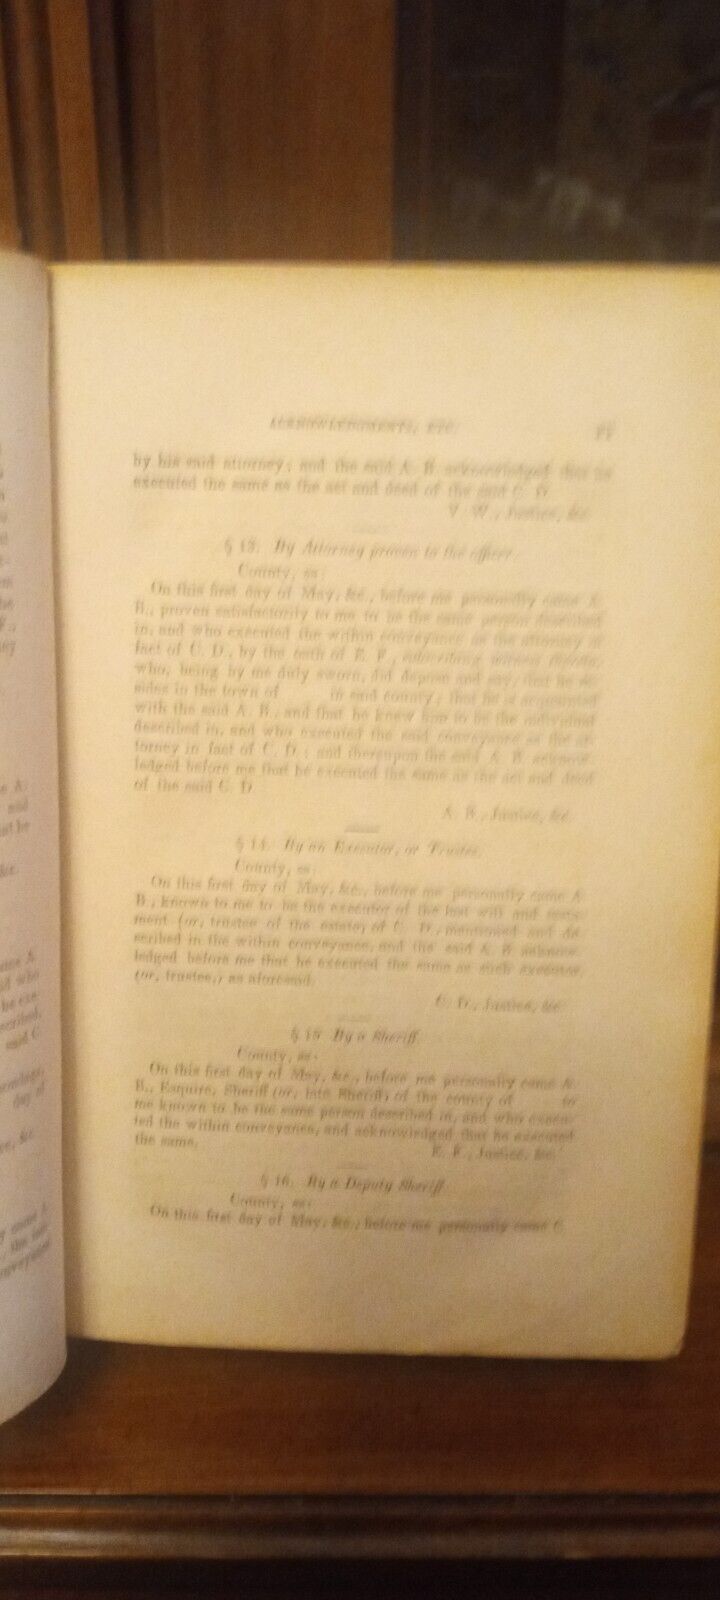 ACKNOWLEDGMENTS, ETC.
by his said attorney; and the said A. B. acknowledged that he
executed the same as the act and deed of the said C. D.
V. W., Justice, &c.
§ 13. By Attorney proven to the officer.
County, ss:
On this first day of May, &c., before me personally came A.
B., proven satisfactorily to me to be the same person described
in, and who executed the within conveyance as the attorney in
fact of C. D., by the oath of E. F., subscribing witness thereto,
who, being by me duly sworn, did depose and say, that he re-
sides in the town of in said county; that he is acquainted
with the said A. B., and that he knew him to be the individual
described in, and who executed the said conveyance as the at-
torney in fact of C. D.; and thereupon the said A. B. acknow-
ledged before me that he executed the same as the act and deed
of the said C. D.
Justice, &c.
§ 14. By an Executor, or Trustee.
County, ss:
On this first day of May, &c., before me personally came A.
B., known to me to be the executor of the last will and testa-
ment (or, trustee of the estate) of C. D., mentioned and de-
scribed in the within conveyance, and the said A. B. acknow-
ledged before me that he executed the same as such executor
(or, trustee,) as aforesaid.
Justice, &c.
§ 15. By a Sheriff.
County, ss:
On this first day of May, &c., before me personally came A.
B., Esquire, Sheriff (or, late Sheriff) of the county of to
me known to be the same person described in, and who execu-
ted the within conveyance, and acknowledged that he executed
the same. E. F., Justice, &c.
§ 16. By a Deputy Sheriff.
County, ss:
On this first day of May, &c., before me personally came C.